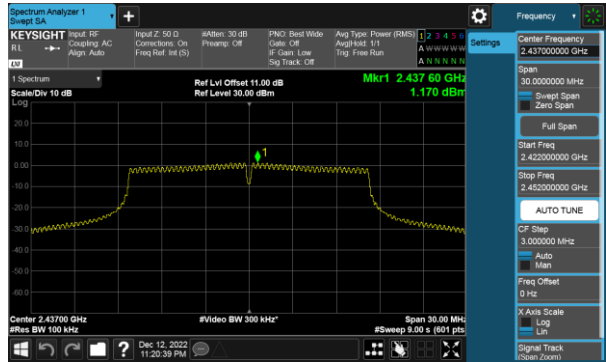 Spectrum Analyzer 1
Swept SA
Frequency
KEYSIGHT
Input: RF
Input Z: 50 Ω
#Atten: 30 dB
PNO: Best Wide
Avg Type: Power (RMS)
1 2 3 4 5 6
RL
Coupling: AC
Corrections: On
Preamp: Off
Gate: Off
Avg|Hold: 1/1
A W W W W W
Align: Auto
Freq Ref: Int (S)
IF Gain: Low
Trig: Free Run
Sig Track: Off
A N N N N N
1 Spectrum
Scale/Div 10 dB
Ref Lvl Offset 11.00 dB
Ref Level 30.00 dBm
Mkr1 2.437 60 GHz
1.170 dBm
Log
20.0
10.0
0.00
-10.0
-20.0
-30.0
-40.0
-50.0
-60.0
1
Center 2.43700 GHz
#Video BW 300 kHz*
Span 30.00 MHz
#Res BW 100 kHz
#Sweep 9.00 s (601 pts)
?
Dec 12, 2022
11:20:39 PM
Settings
Center Frequency
2.437000000 GHz
Span
30.0000000 MHz
Swept Span
Zero Span
Full Span
Start Freq
2.422000000 GHz
Stop Freq
2.452000000 GHz
AUTO TUNE
CF Step
3.000000 MHz
Auto
Man
Freq Offset
0 Hz
X Axis Scale
Log
Lin
Signal Track
(Span Zoom)